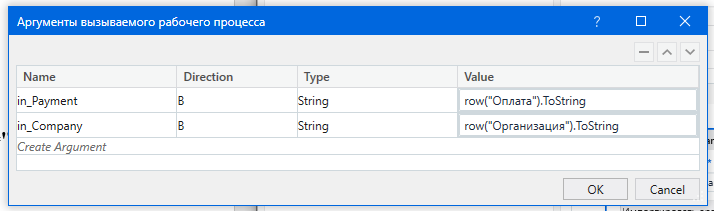 Аргументы вызываемого рабочего процесса
Name Direction Type Value
in_Payment В String row("Оплата").ToString
in_Company В String row("Организация").ToString
Create Argument
OK Cancel